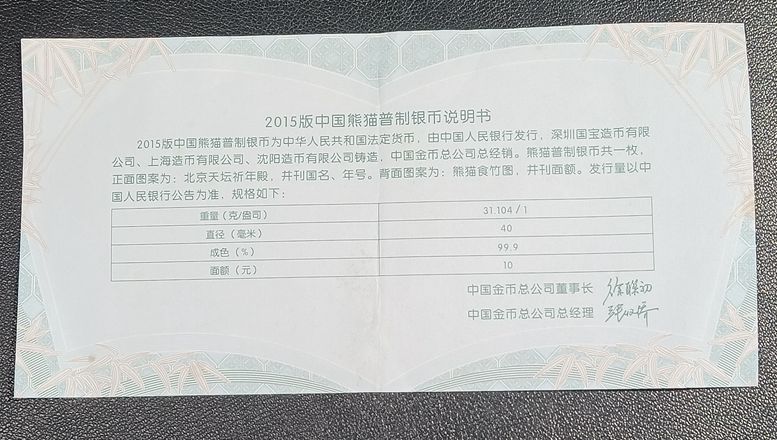 2015版中国熊猫普制银币说明书
2015版中国熊猫普制银币为中华人民共和国法定货币，由中国人民银行发行，深圳国宝造币有限
公司、上海造币有限公司、沈阳造币有限公司铸造，中国金币总公司总经销。熊猫普制银币共一枚，
正面图案为：北京天坛祈年殿，并刊国名、年号。背面图案为：熊猫食竹图，并刊面额。发行量以中
国人民银行公告为准，规格如下：
重量（克/盎司） 31.104 / 1
直径（毫米） 40
成色（%） 99.9
面额（元） 10
中国金币总公司董事长
中国金币总公司总经理